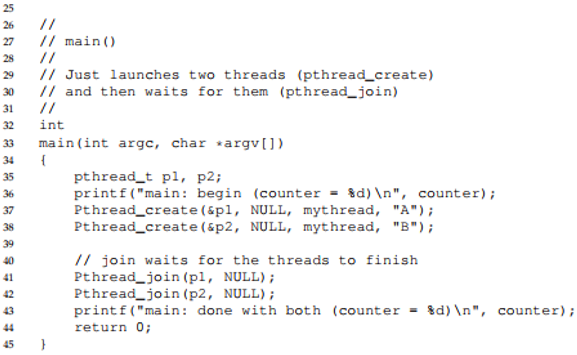 25
26 //
27 // main()
28 //
29 // Just launches two threads (pthread_create)
30 // and then waits for them (pthread_join)
31 //
32 int
33 main(int argc, char *argv[])
34 {
35     pthread_t p1, p2;
36     printf("main: begin (counter = %d)\n", counter);
37     Pthread_create(&p1, NULL, mythread, "A");
38     Pthread_create(&p2, NULL, mythread, "B");
39
40     // join waits for the threads to finish
41     Pthread_join(p1, NULL);
42     Pthread_join(p2, NULL);
43     printf("main: done with both (counter = %d)\n", counter);
44     return 0;
45 }